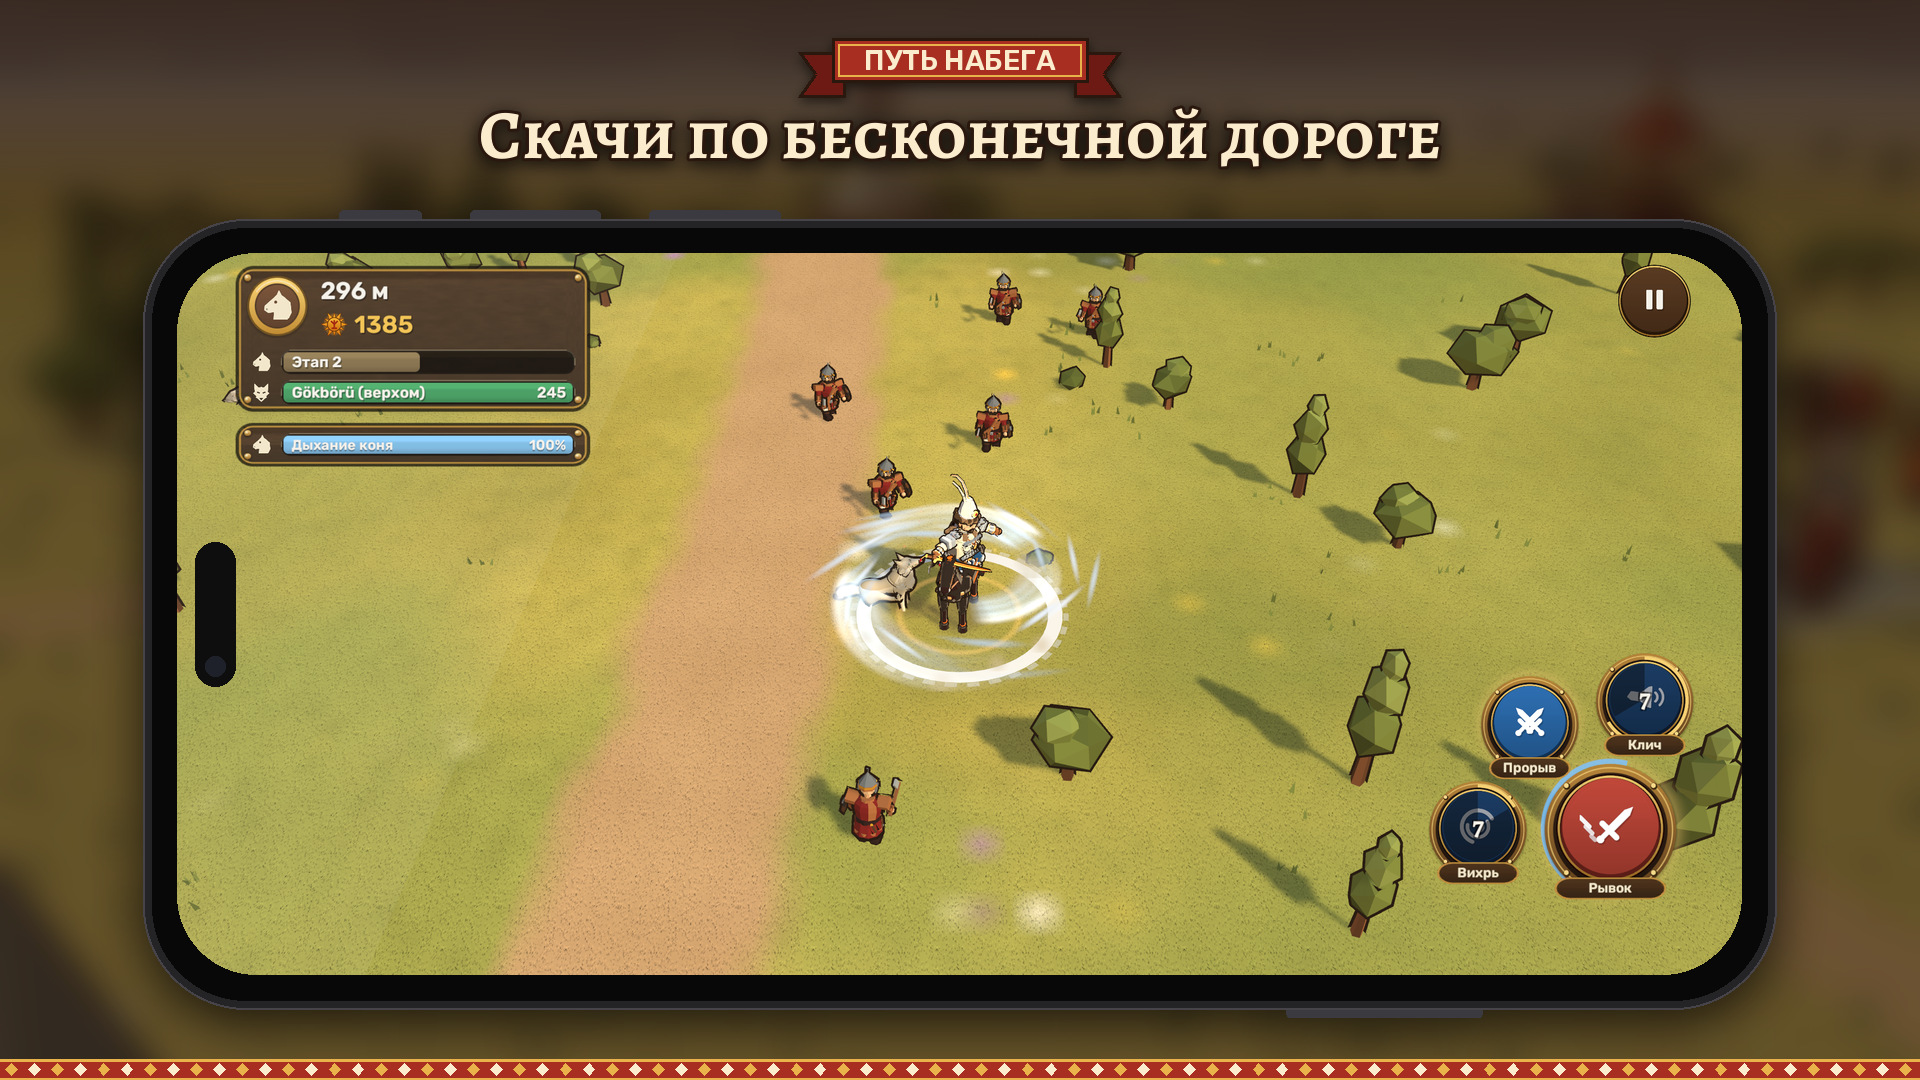 ПУТЬ НАБЕГА
Скачи по бесконечной дороге
296 м
1385
Этап 2
Gökbörü (верхом) 245
Дыхание коня 100%
7
Клич
Прорыв
7
Вихрь
Рывок